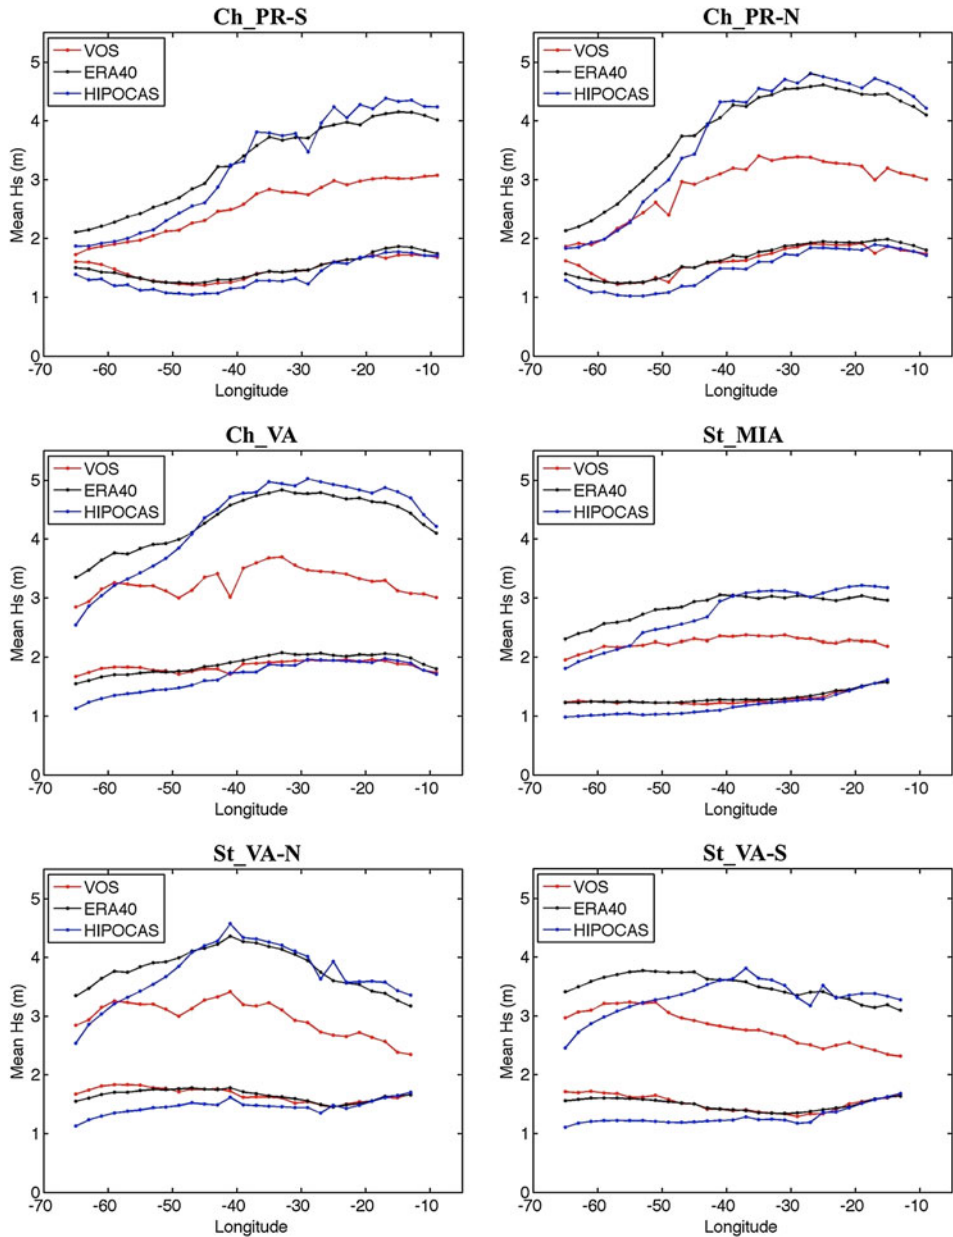 Ch_PR-S
VOS
ERA40
HIPOCAS
Mean Hs (m)
5
4
3
2
1
0
-70 -60 -50 -40 -30 -20 -10
Longitude
Ch_PR-N
VOS
ERA40
HIPOCAS
Mean Hs (m)
5
4
3
2
1
0
-70 -60 -50 -40 -30 -20 -10
Longitude
Ch_VA
VOS
ERA40
HIPOCAS
Mean Hs (m)
5
4
3
2
1
0
-70 -60 -50 -40 -30 -20 -10
Longitude
St_MIA
VOS
ERA40
HIPOCAS
Mean Hs (m)
5
4
3
2
1
0
-70 -60 -50 -40 -30 -20 -10
Longitude
St_VA-N
VOS
ERA40
HIPOCAS
Mean Hs (m)
5
4
3
2
1
0
-70 -60 -50 -40 -30 -20 -10
Longitude
St_VA-S
VOS
ERA40
HIPOCAS
Mean Hs (m)
5
4
3
2
1
0
-70 -60 -50 -40 -30 -20 -10
Longitude